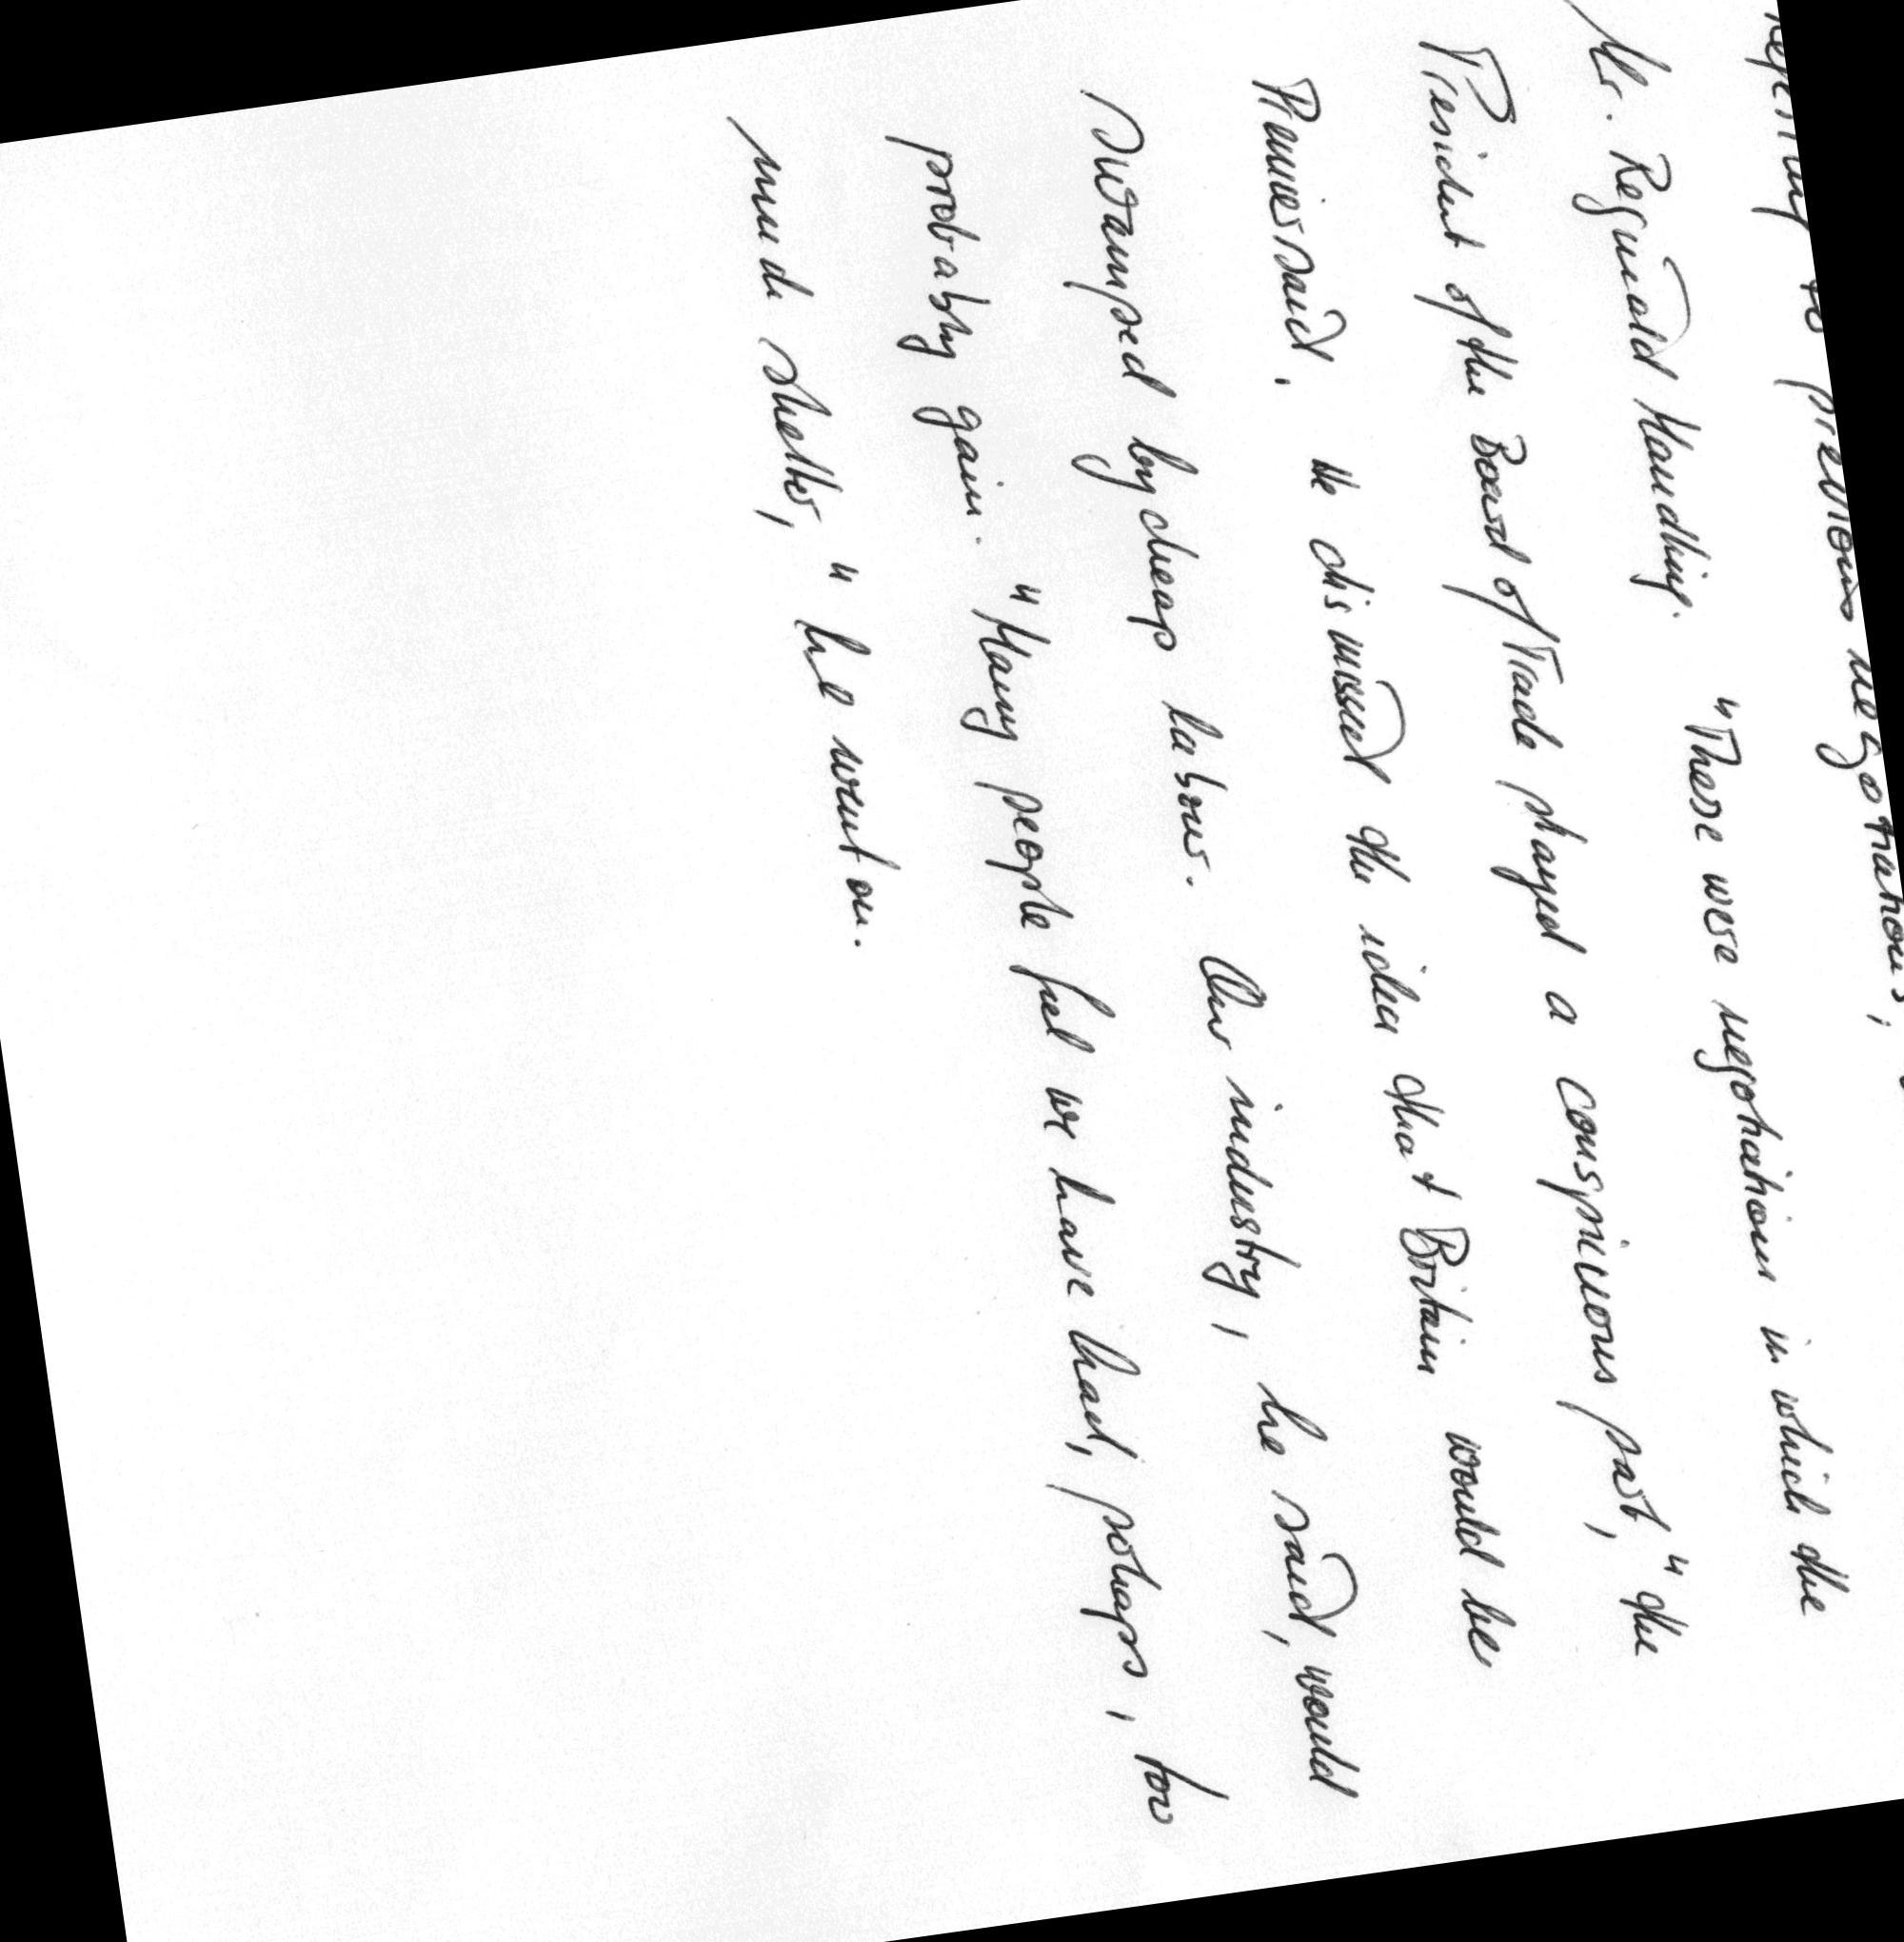 to previous negotiations,
Mr. Reginald Maudling. "These were negotiations in which the
President of the Board of Trade played a conspicuous part," the
Premier said. He dismissed the idea that Britain would be
swamped by cheap labour. Our industry, he said, would
probably gain. "Many people feel we have had, perhaps, too
much shelter," he went on.